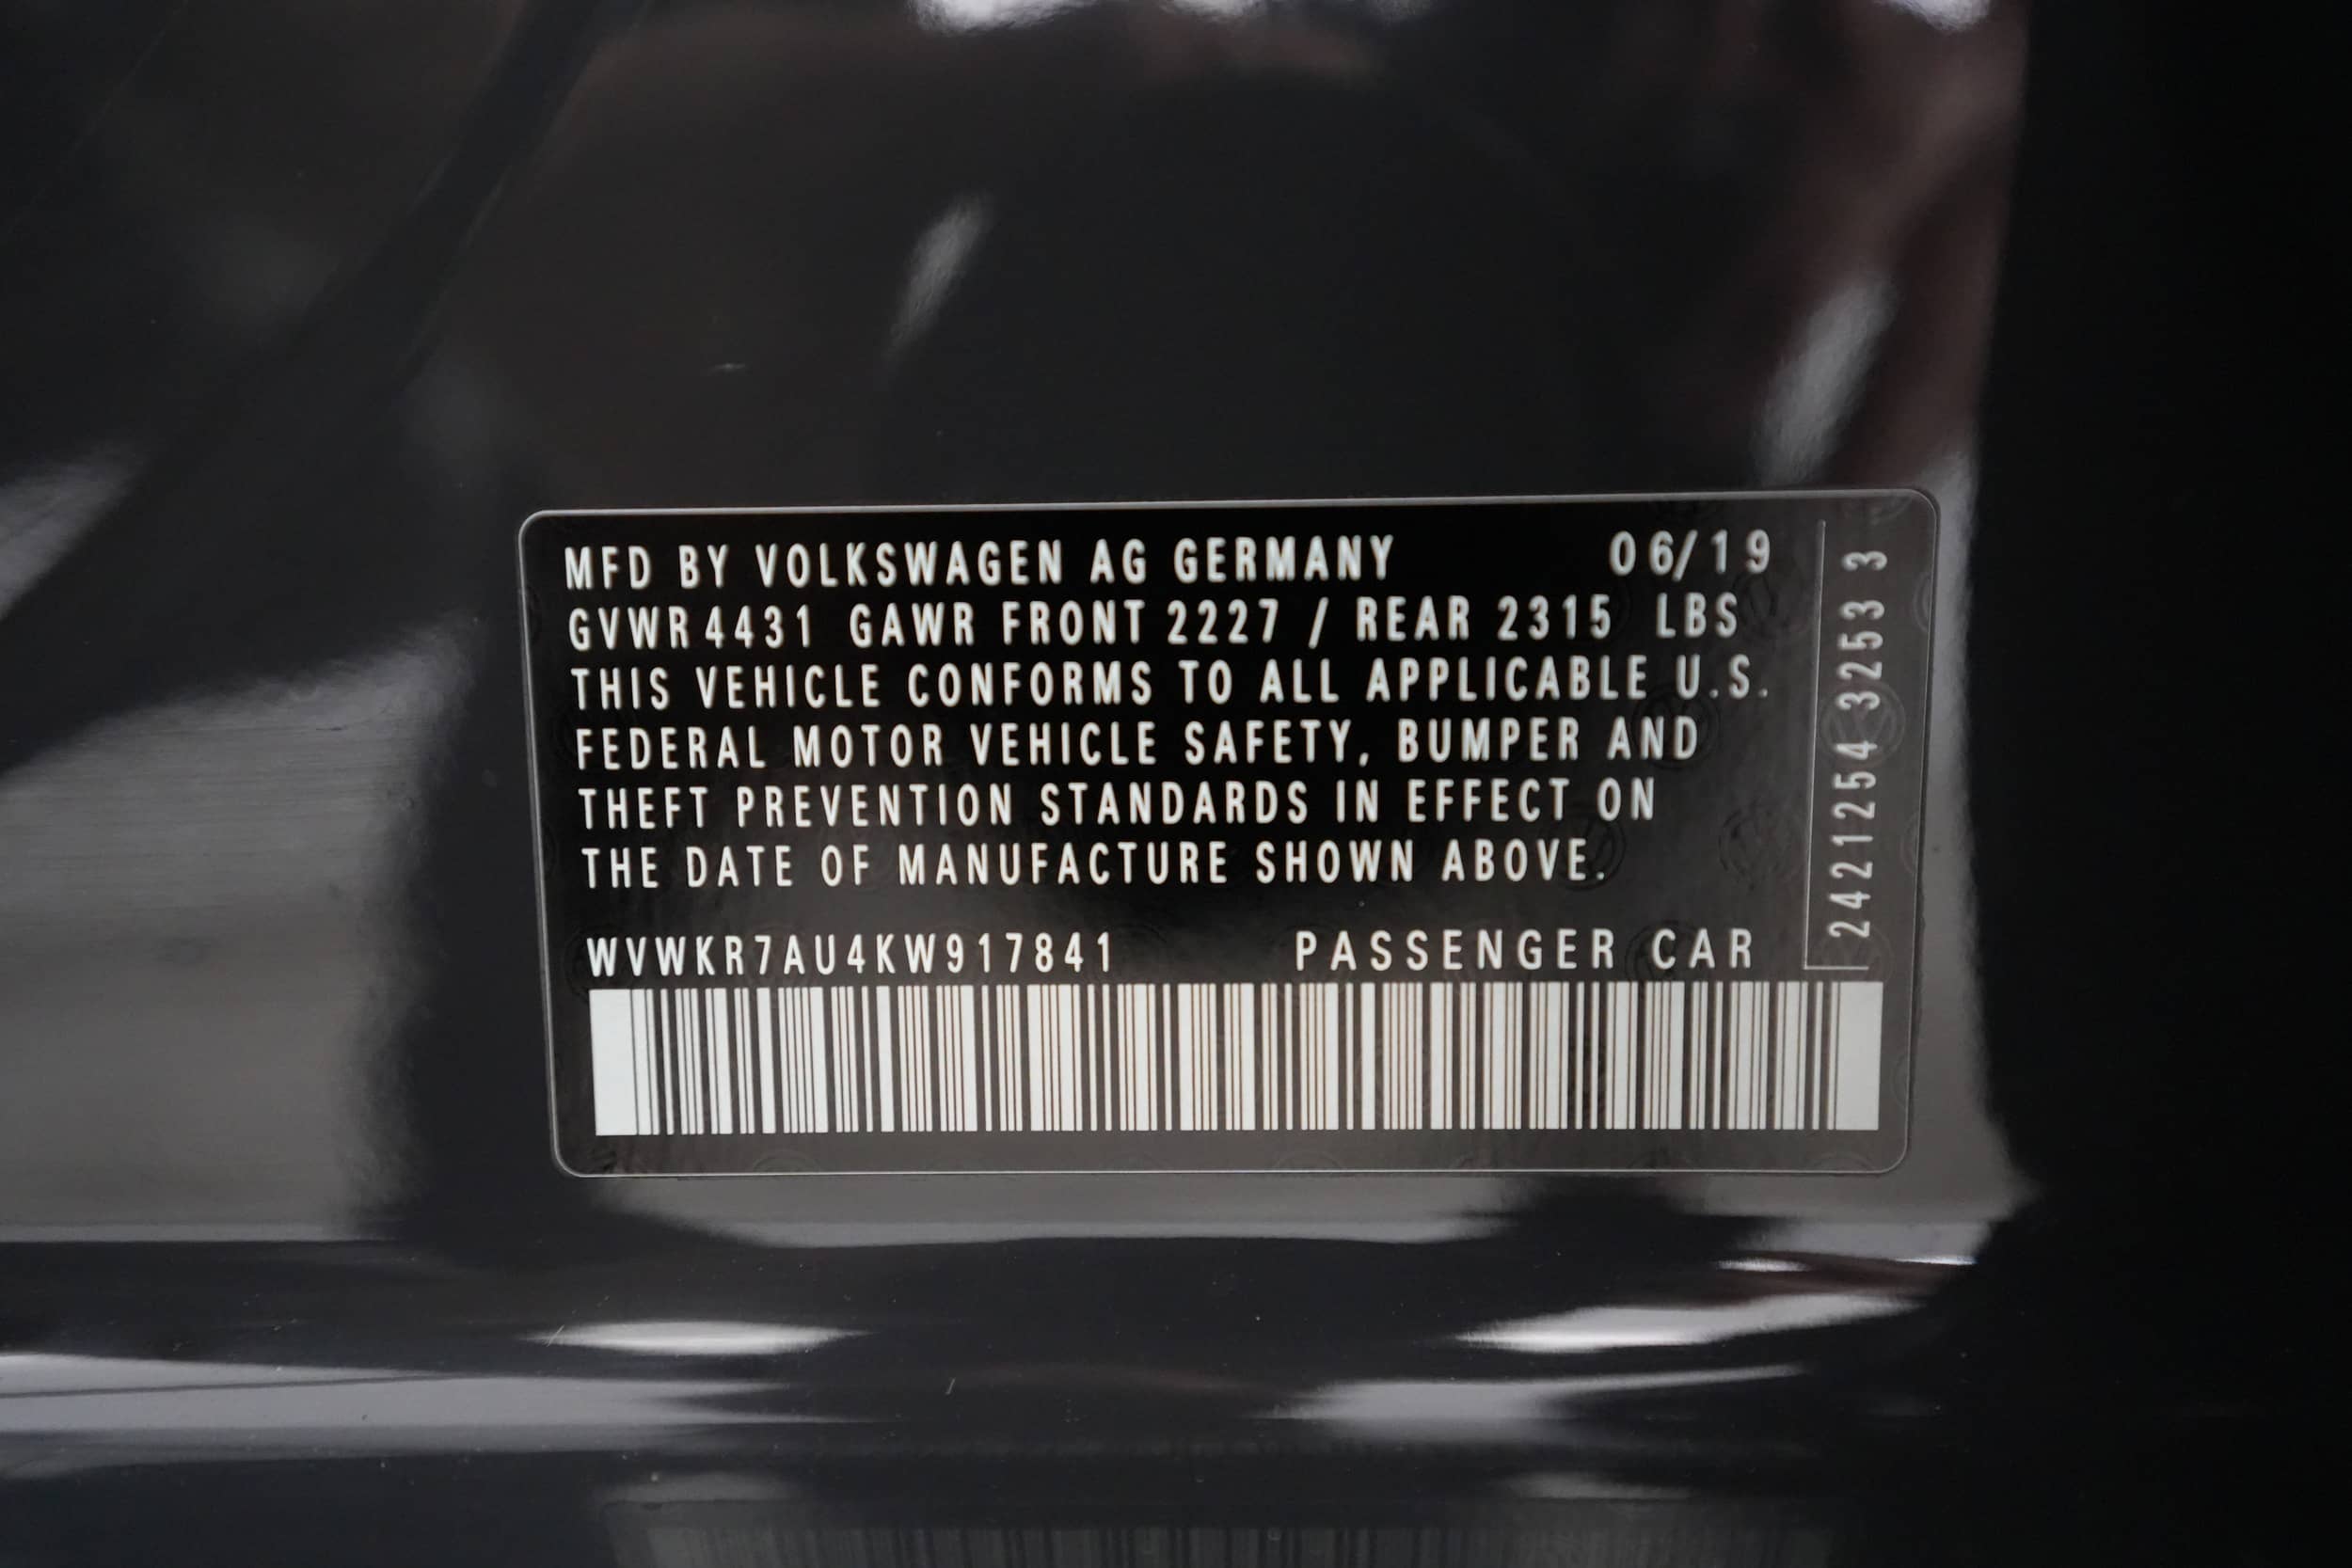 MFD BY VOLKSWAGEN AG GERMANY 06/19
GVWR 4431 GAWR FRONT 2227 / REAR 2315 LBS
THIS VEHICLE CONFORMS TO ALL APPLICABLE U.S.
FEDERAL MOTOR VEHICLE SAFETY, BUMPER AND
THEFT PREVENTION STANDARDS IN EFFECT ON
THE DATE OF MANUFACTURE SHOWN ABOVE.
WVWKR7AU4KW917841 PASSENGER CAR
2421254 3253 3